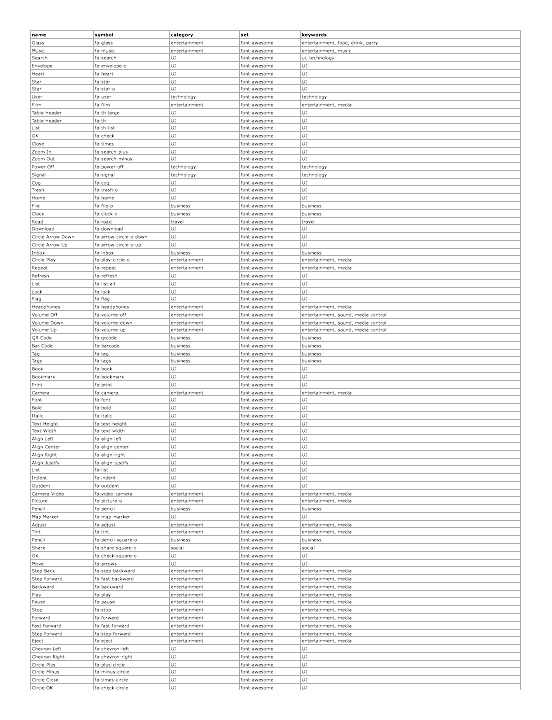 name symbol category set keywords
Glass fa-glass entertainment font-awesome entertainment, food, drink, party
Music fa-music entertainment font-awesome entertainment, music
Search fa-search UI font-awesome ui, technology
Envelope fa-envelope-o UI font-awesome UI
Heart fa-heart UI font-awesome UI
Star fa-star UI font-awesome UI
Star fa-star-o UI font-awesome UI
User fa-user technology font-awesome technology
Film fa-film entertainment font-awesome entertainment, media
Table Header fa-th-large UI font-awesome UI
Table Header fa-th UI font-awesome UI
List fa-th-list UI font-awesome UI
OK fa-check UI font-awesome UI
Close fa-times UI font-awesome UI
Zoom In fa-search-plus UI font-awesome UI
Zoom Out fa-search-minus UI font-awesome UI
Power Off fa-power-off technology font-awesome technology
Signal fa-signal technology font-awesome technology
Cog fa-cog UI font-awesome UI
Trash fa-trash-o UI font-awesome UI
Home fa-home UI font-awesome UI
File fa-file-o business font-awesome business
Clock fa-clock-o business font-awesome business
Road fa-road travel font-awesome travel
Download fa-download UI font-awesome UI
Circle Arrow Down fa-arrow-circle-o-down UI font-awesome UI
Circle Arrow Up fa-arrow-circle-o-up UI font-awesome UI
Inbox fa-inbox business font-awesome business
Circle Play fa-play-circle-o entertainment font-awesome entertainment, media
Repeat fa-repeat entertainment font-awesome entertainment, media
Refresh fa-refresh UI font-awesome UI
List fa-list-alt UI font-awesome UI
Lock fa-lock UI font-awesome UI
Flag fa-flag UI font-awesome UI
Headphones fa-headphones entertainment font-awesome entertainment, media
Volume Off fa-volume-off entertainment font-awesome entertainment, sound, media control
Volume Down fa-volume-down entertainment font-awesome entertainment, sound, media control
Volume Up fa-volume-up entertainment font-awesome entertainment, sound, media control
QR Code fa-qrcode business font-awesome business
Bar Code fa-barcode business font-awesome business
Tag fa-tag business font-awesome business
Tags fa-tags business font-awesome business
Book fa-book UI font-awesome UI
Bookmark fa-bookmark UI font-awesome UI
Print fa-print UI font-awesome UI
Camera fa-camera entertainment font-awesome entertainment, media
Font fa-font UI font-awesome UI
Bold fa-bold UI font-awesome UI
Italic fa-italic UI font-awesome UI
Text Height fa-text-height UI font-awesome UI
Text Width fa-text-width UI font-awesome UI
Align Left fa-align-left UI font-awesome UI
Align Center fa-align-center UI font-awesome UI
Align Right fa-align-right UI font-awesome UI
Align Justify fa-align-justify UI font-awesome UI
List fa-list UI font-awesome UI
Indent fa-indent UI font-awesome UI
Outdent fa-outdent UI font-awesome UI
Camera Video fa-video-camera entertainment font-awesome entertainment, media
Picture fa-picture-o entertainment font-awesome entertainment, media
Pencil fa-pencil business font-awesome business
Map Marker fa-map-marker UI font-awesome UI
Adjust fa-adjust entertainment font-awesome entertainment, media
Tint fa-tint entertainment font-awesome entertainment, media
Pencil fa-pencil-square-o business font-awesome business
Share fa-share-square-o social font-awesome social
OK fa-check-square-o UI font-awesome UI
Move fa-arrows UI font-awesome UI
Step Back fa-step-backward entertainment font-awesome entertainment, media
Step Forward fa-fast-backward entertainment font-awesome entertainment, media
Backward fa-backward entertainment font-awesome entertainment, media
Play fa-play entertainment font-awesome entertainment, media
Pause fa-pause entertainment font-awesome entertainment, media
Stop fa-stop entertainment font-awesome entertainment, media
Forward fa-forward entertainment font-awesome entertainment, media
Fast Forward fa-fast-forward entertainment font-awesome entertainment, media
Step Forward fa-step-forward entertainment font-awesome entertainment, media
Eject fa-eject entertainment font-awesome entertainment, media
Chevron Left fa-chevron-left UI font-awesome UI
Chevron Right fa-chevron-right UI font-awesome UI
Circle Plus fa-plus-circle UI font-awesome UI
Circle Minus fa-minus-circle UI font-awesome UI
Circle Close fa-times-circle UI font-awesome UI
Circle OK fa-check-circle UI font-awesome UI